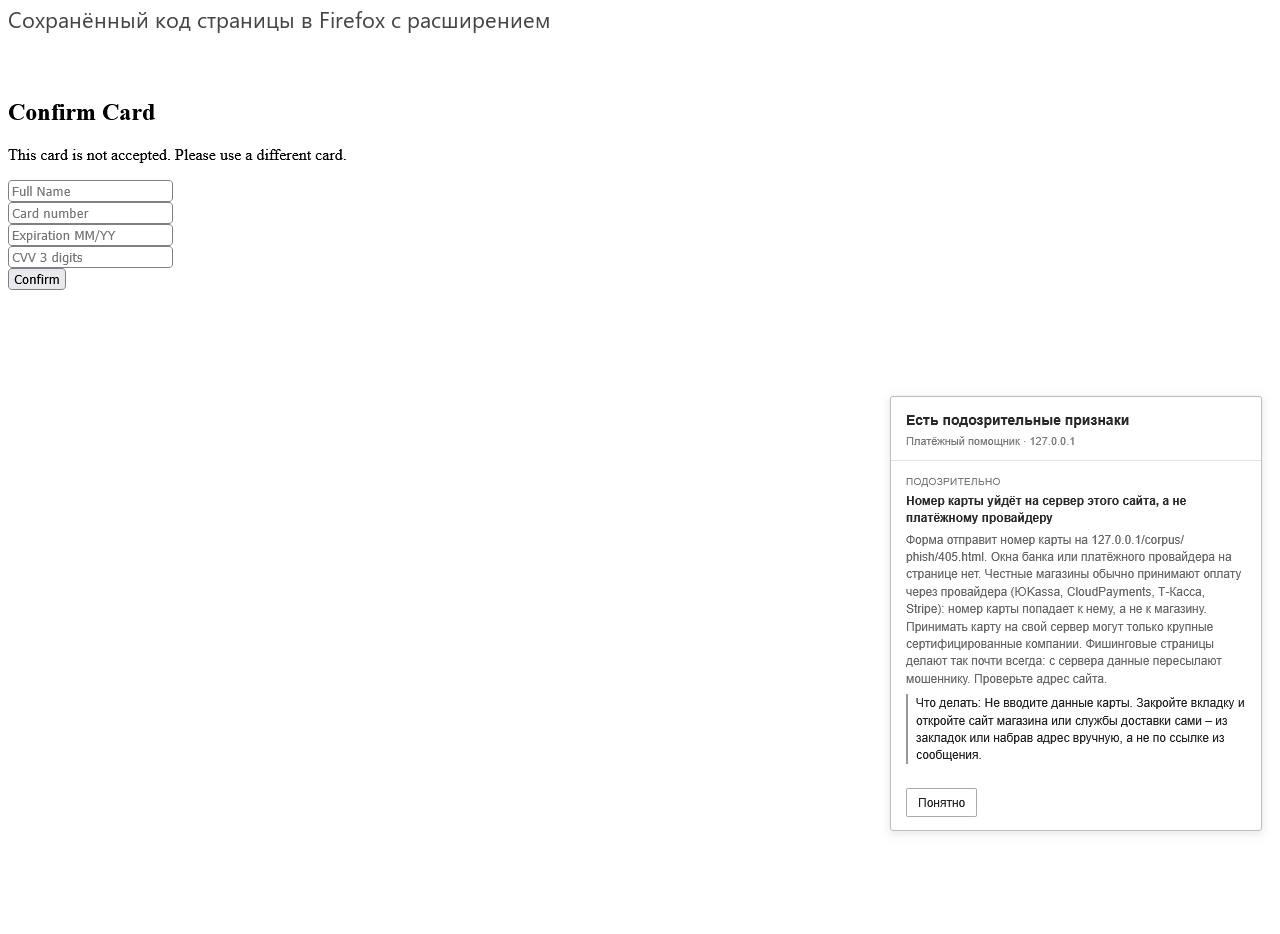 Сохранённый код страницы в Firefox с расширением
Confirm Card
This card is not accepted. Please use a different card.
Full Name
Card number
Expiration MM/YY
CVV 3 digits
Confirm
Есть подозрительные признаки
Платёжный помощник · 127.0.0.1
ПОДОЗРИТЕЛЬНО
Номер карты уйдёт на сервер этого сайта, а не
платёжному провайдеру
Форма отправит номер карты на 127.0.0.1/corpus/
phish/405.html. Окна банка или платёжного провайдера на
странице нет. Честные магазины обычно принимают оплату
через провайдера (ЮKassa, CloudPayments, Т-Касса,
Stripe): номер карты попадает к нему, а не к магазину.
Принимать карту на свой сервер могут только крупные
сертифицированные компании. Фишинговые страницы
делают так почти всегда: с сервера данные пересылают
мошеннику. Проверьте адрес сайта.
Что делать: Не вводите данные карты. Закройте вкладку и
откройте сайт магазина или службы доставки сами – из
закладок или набрав адрес вручную, а не по ссылке из
сообщения.
Понятно